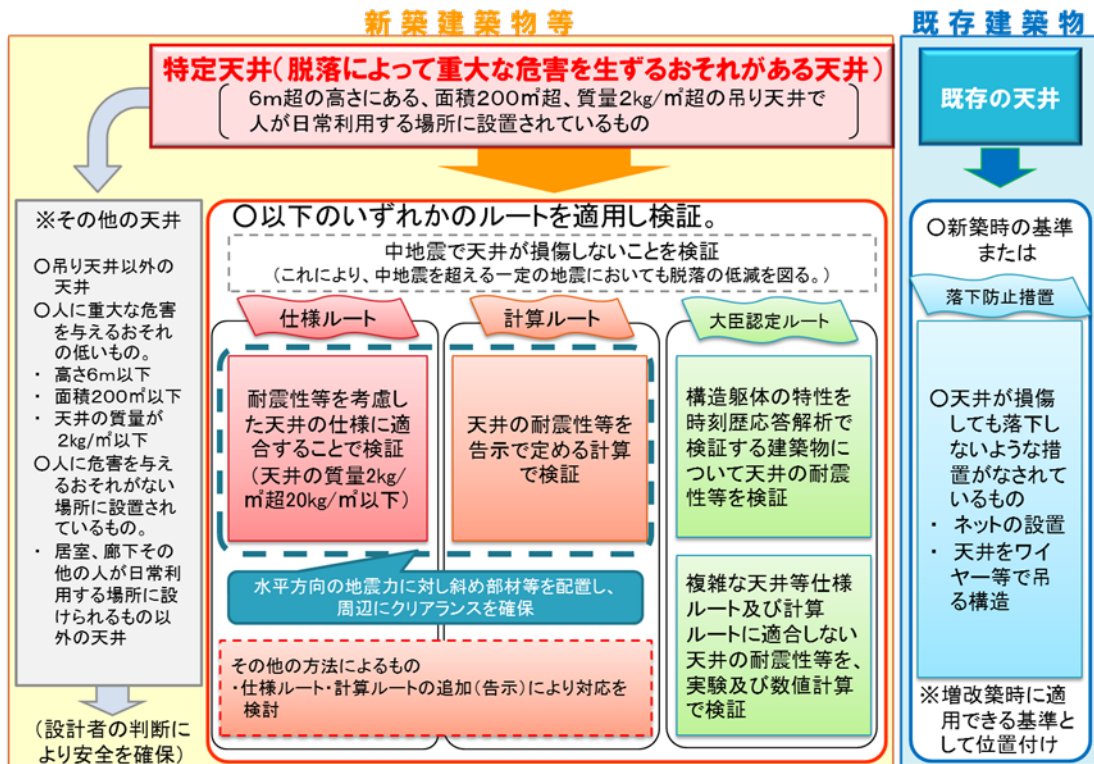 新築建築物等
既存建築物
特定天井(脱落によって重大な危害を生ずるおそれがある天井)
6m超の高さにある、面積200㎡超、質量2kg/㎡超の吊り天井で
人が日常利用する場所に設置されているもの
既存の天井
※その他の天井
〇吊り天井以外の
天井
〇人に重大な危害
を与えるおそれ
の低いもの。
・ 高さ6m以下
・ 面積200㎡以下
・ 天井の質量が
2kg/㎡以下
〇人に危害を与え
るおそれがない
場所に設置され
ているもの。
・ 居室、廊下その
他の人が日常利
用する場所に設
けられるもの以
外の天井
(設計者の判断に
より安全を確保)
〇以下のいずれかのルートを適用し検証。
中地震で天井が損傷しないことを検証
(これにより、中地震を超える一定の地震においても脱落の低減を図る。)
仕様ルート
耐震性等を考慮し
た天井の仕様に適
合することで検証
(天井の質量2kg/
㎡超20kg/㎡以下)
計算ルート
天井の耐震性等を
告示で定める計算
で検証
水平方向の地震力に対し斜め部材等を配置し、
周辺にクリアランスを確保
その他の方法によるもの
・仕様ルート・計算ルートの追加(告示)により対応を
検討
大臣認定ルート
構造躯体の特性を
時刻歴応答解析で
検証する建築物に
ついて天井の耐震
性等を検証
複雑な天井等仕様
ルート及び計算
ルートに適合しない
天井の耐震性等を、
実験及び数値計算
で検証
〇新築時の基準
または
落下防止措置
〇天井が損傷
しても落下し
ないような措
置がなされて
いるもの
・ ネットの設置
・ 天井をワイ
ヤー等で吊
る構造
※増改築時に適
用できる基準と
して位置付け